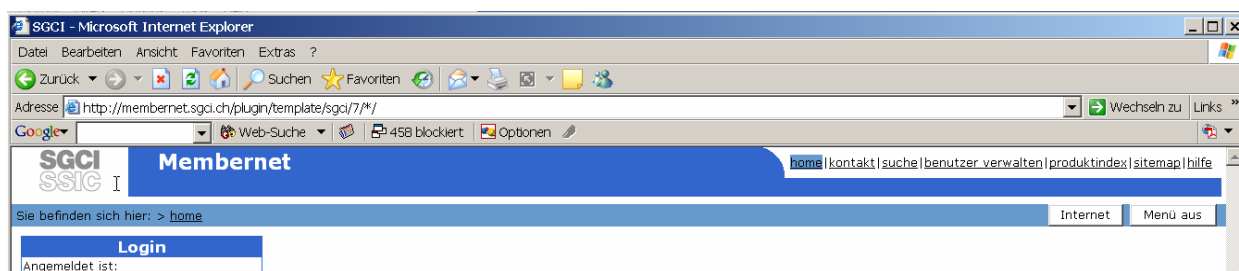 SGCI - Microsoft Internet Explorer
Datei Bearbeiten Ansicht Favoriten Extras ?
Zurück Suchen Favoriten
Adresse http://membernet.sgci.ch/plugin/template/sgci/7/*/ Wechseln zu Links »
Google Web-Suche 458 blockiert Optionen
SGCI Membernet home|kontakt|suche|benutzer verwalten|produktindex|sitemap|hilfe
SSIC
Sie befinden sich hier: > home Internet Menü aus
Login
Angemeldet ist: